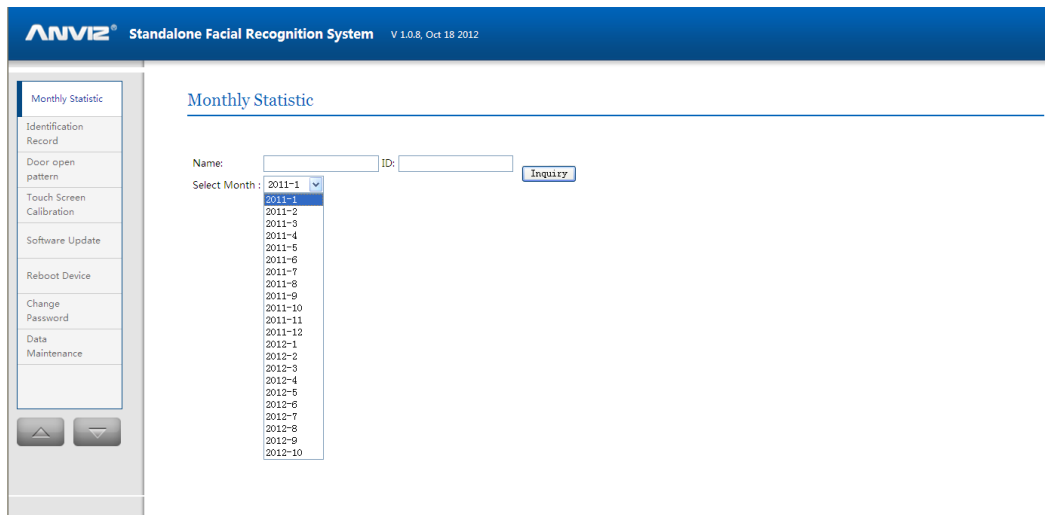 ANVIZ® Standalone Facial Recognition System V 1.0.8, Oct 18 2012
Monthly Statistic
Identification
Record
Door open
pattern
Touch Screen
Calibration
Software Update
Reboot Device
Change
Password
Data
Maintenance
Monthly Statistic
Name: ID:
Inquiry
Select Month : 2011-1
2011-1
2011-2
2011-3
2011-4
2011-5
2011-6
2011-7
2011-8
2011-9
2011-10
2011-11
2011-12
2012-1
2012-2
2012-3
2012-4
2012-5
2012-6
2012-7
2012-8
2012-9
2012-10